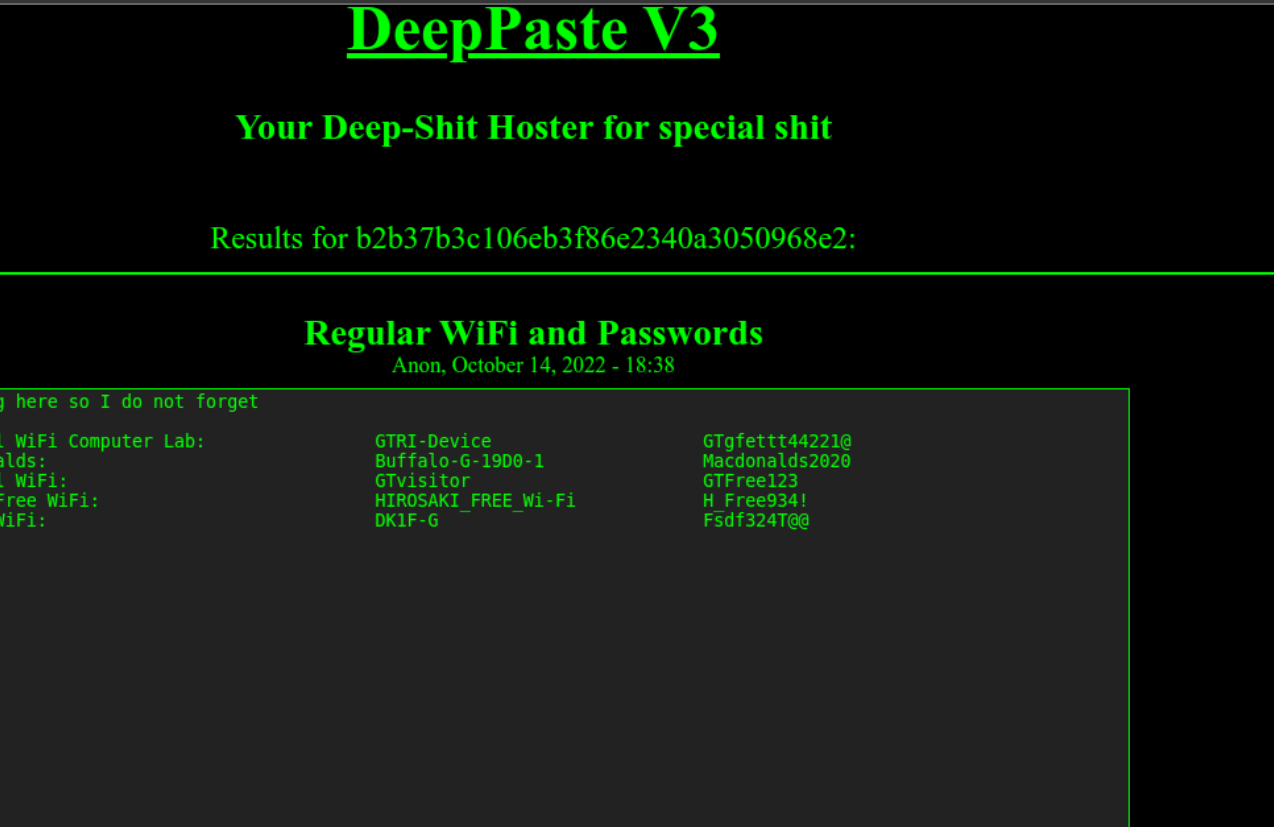 DeepPaste V3
Your Deep-Shit Hoster for special shit
Results for b2b37b3c106eb3f86e2340a3050968e2:
Regular WiFi and Passwords
Anon, October 14, 2022 - 18:38
here so I do not forget
WiFi Computer Lab: GTRI-Device GTgfettt44221@
alds: Buffalo-G-19D0-1 Macdonalds2020
WiFi: GTvisitor GTFree123
Free WiFi: HIROSAKI_FREE_Wi-Fi H_Free934!
WiFi: DK1F-G Fsdf324T@@